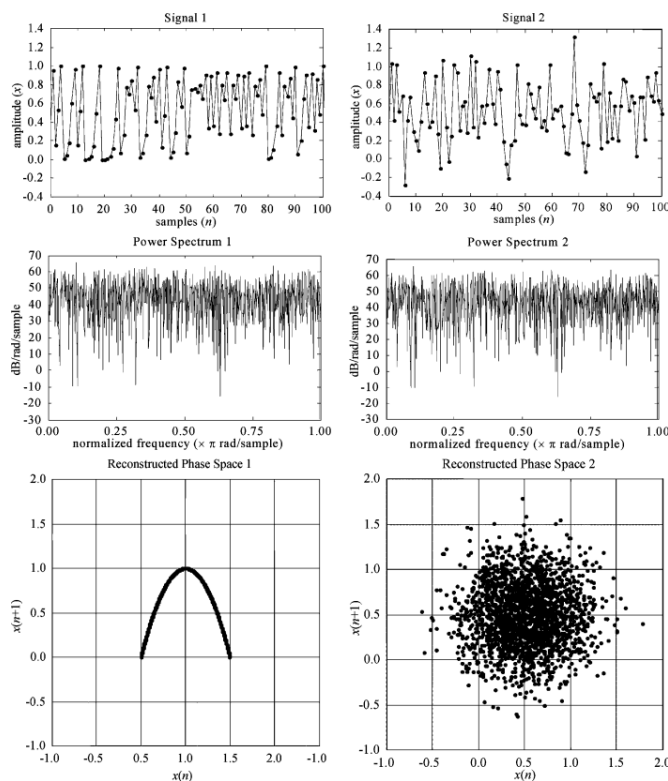 Signal 1
amplitude (x)
1.4
1.2
1.0
0.8
0.6
0.4
0.2
0.0
-0.2
-0.4
0 10 20 30 40 50 60 70 80 90 100
samples (n)
Signal 2
amplitude (x)
1.4
1.2
1.0
0.8
0.6
0.4
0.2
0.0
0.2
0.4
0 10 20 30 40 50 60 70 80 90 100
samples (n)
Power Spectrum 1
dB/rad/sample
70
60
50
40
30
20
10
0
-10
-20
-30
0.00 0.25 0.50 0.75 1.00
normalized frequency (× π rad/sample)
Power Spectrum 2
dB/rad/sample
70
60
50
40
30
20
10
0
-10
-20
-30
0.00 0.25 0.50 0.75 1.00
normalized frequency (× π rad/sample)
Reconstructed Phase Space 1
x(n+1)
2.0
1.5
1.0
0.5
0.0
-0.5
-1.0
-1.0 -0.5 0.5 1.0 1.5 -0.5 -1.0
x(n)
Reconstructed Phase Space 2
x(n+1)
2.0
1.5
1.0
0.5
0.0
-0.5
-1.0
-1.0 -0.5 0.0 0.5 1.0 1.5 2.0
x(n)